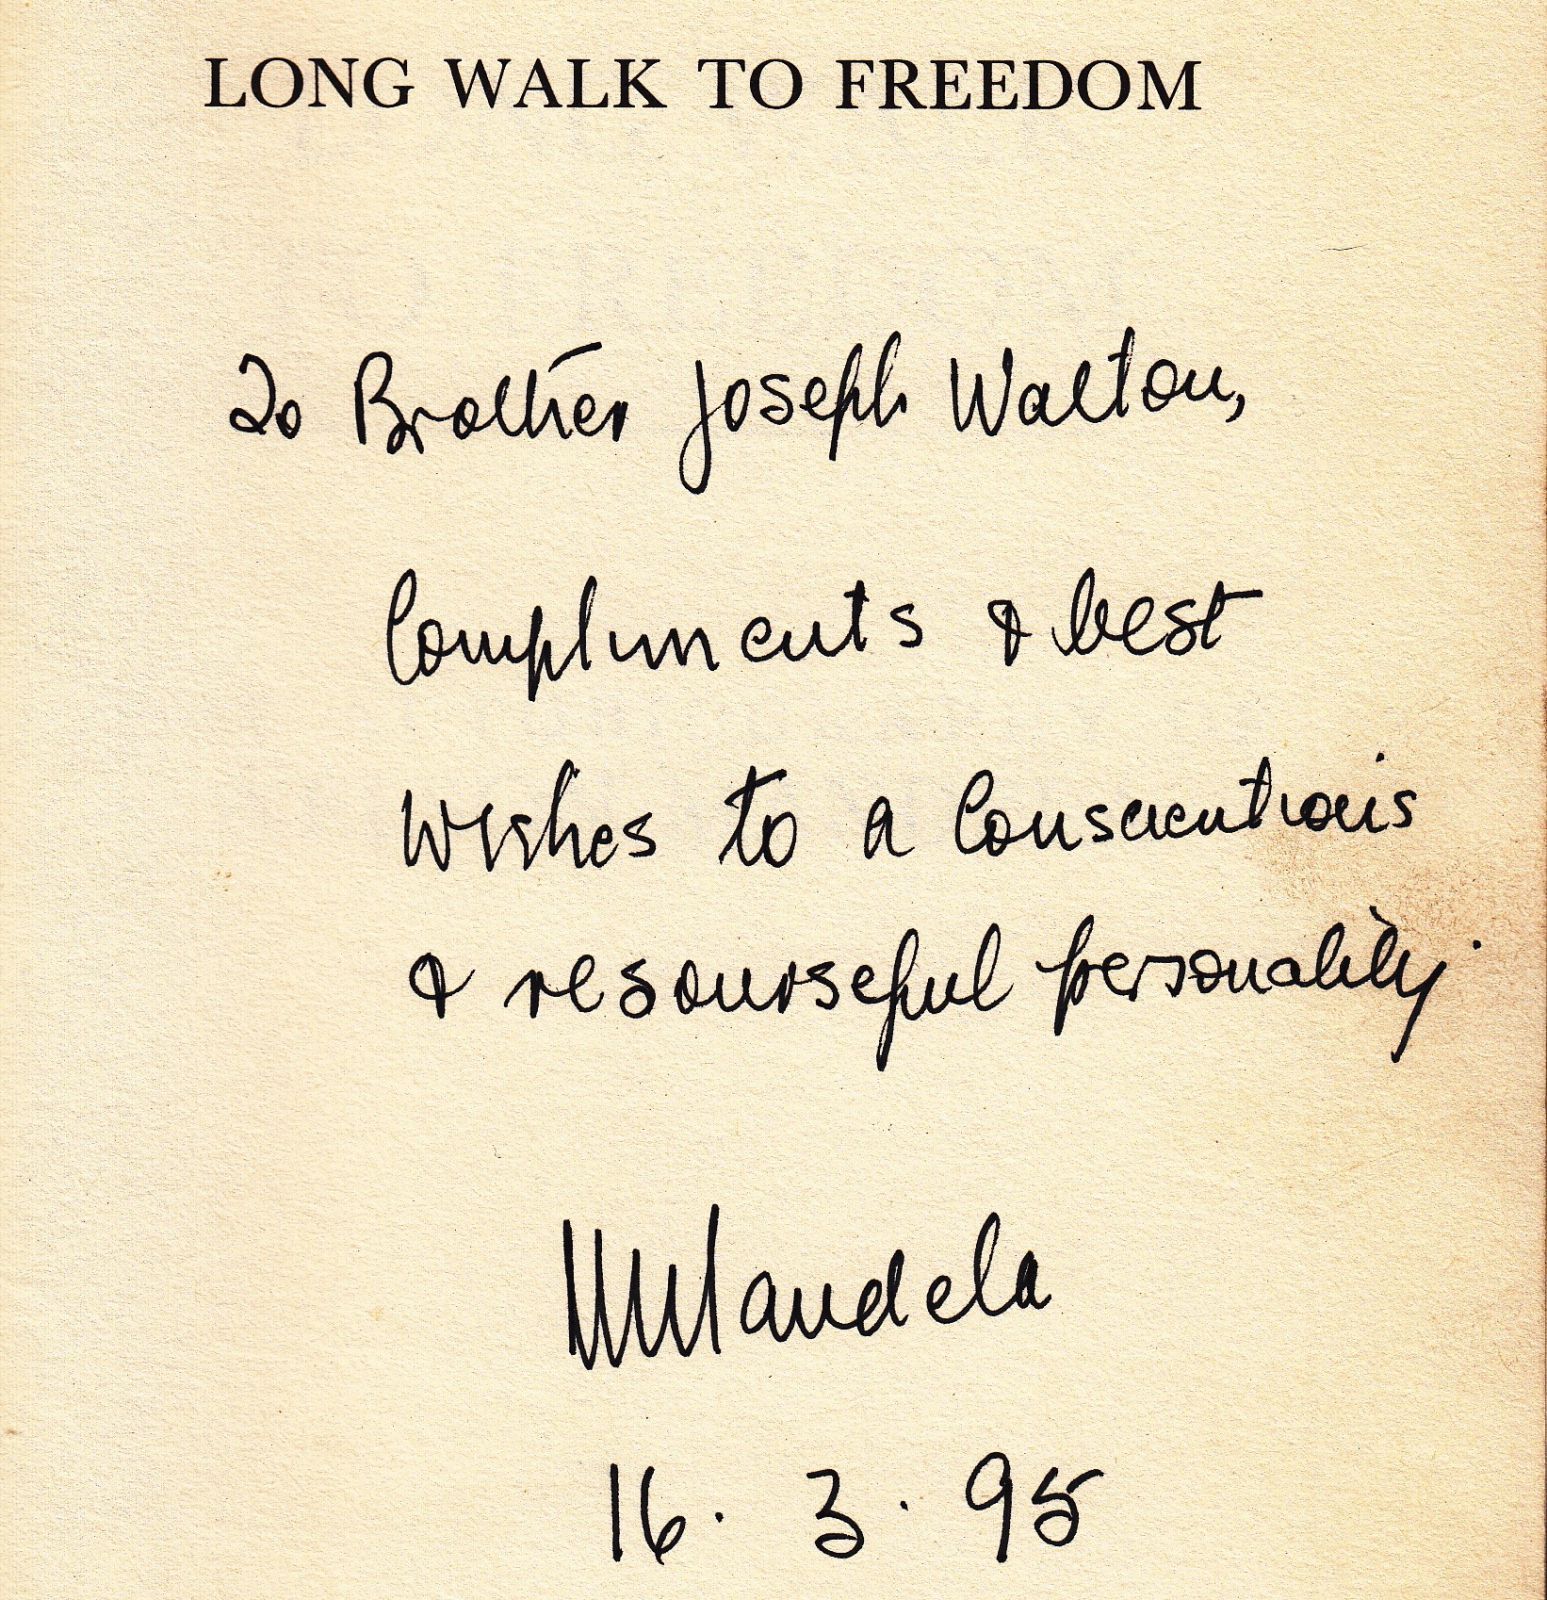 LONG WALK TO FREEDOM
To Brother Joseph Walton,
Compliments & best
wishes to a conscientious
& resourseful personality.
NMandela
16.3.95